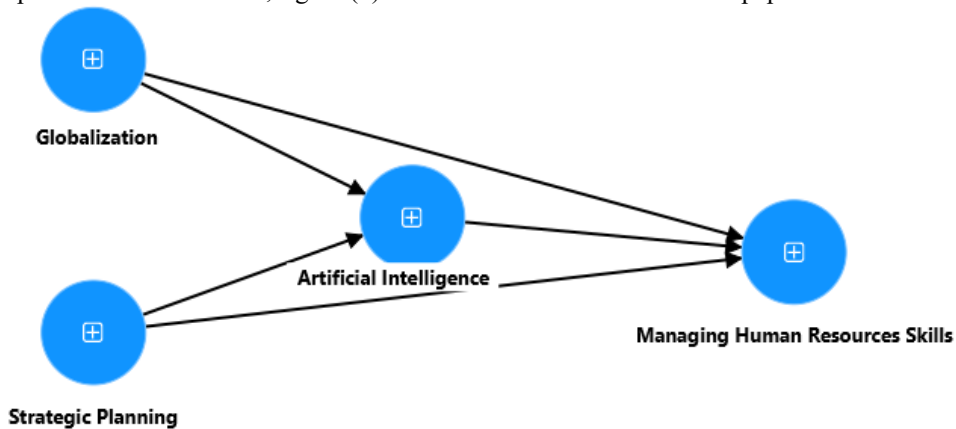 Globalization
Artificial Intelligence
Managing Human Resources Skills
Strategic Planning